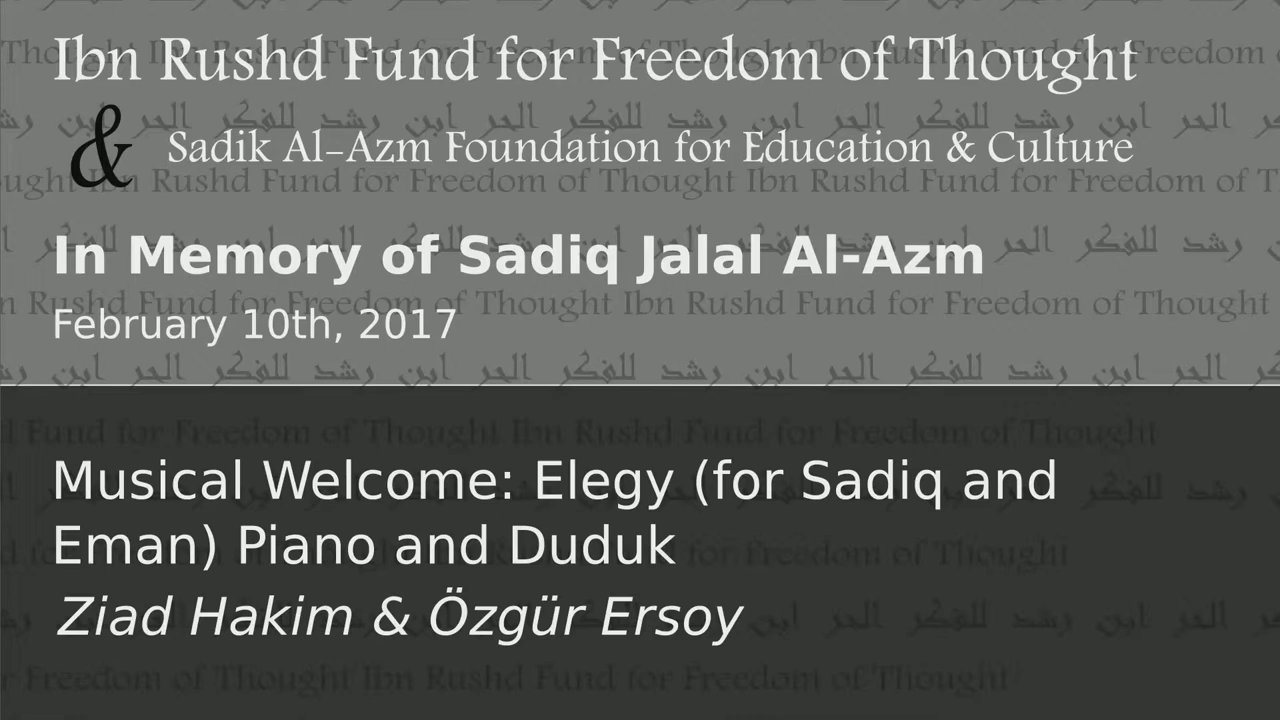 Ibn Rushd Fund for Freedom of Thought
& Sadik Al-Azm Foundation for Education & Culture
In Memory of Sadiq Jalal Al-Azm
February 10th, 2017
Musical Welcome: Elegy (for Sadiq and
Eman) Piano and Duduk
Ziad Hakim & Özgür Ersoy